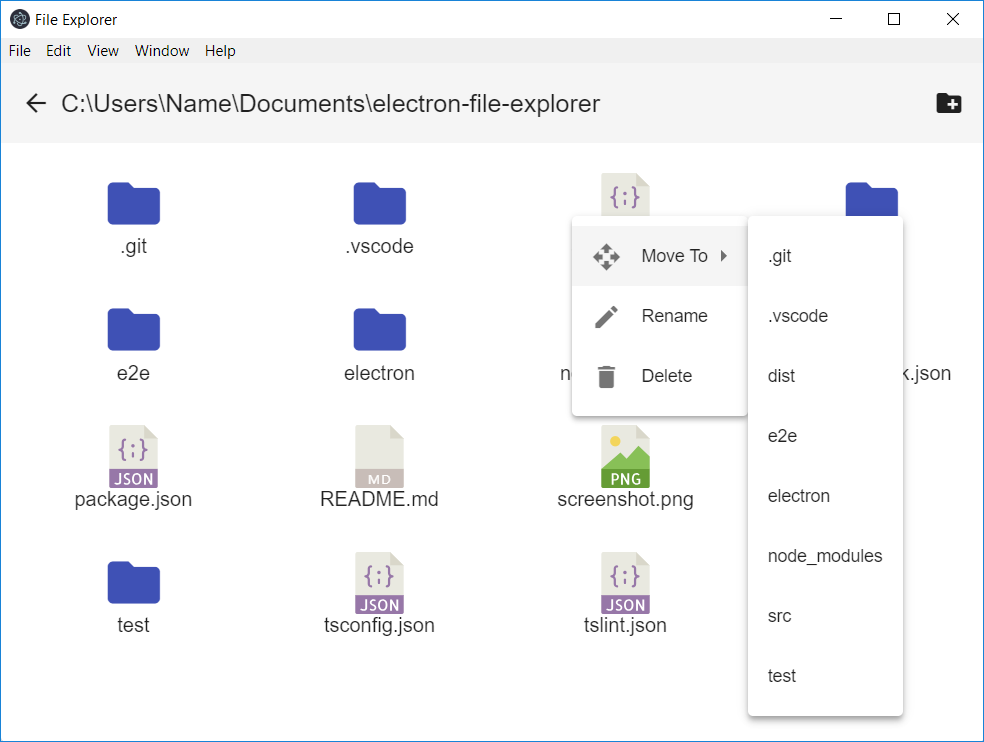 File Explorer
File Edit View Window Help
C:\Users\Name\Documents\electron-file-explorer
{;}
.git
.vscode
Move To
Rename
Delete
.git
.vscode
dist
e2e
electron
node_modules
src
test
e2e
electron
.json
{;}
JSON
package.json
MD
README.md
PNG
screenshot.png
test
{;}
JSON
tsconfig.json
{;}
JSON
tslint.json